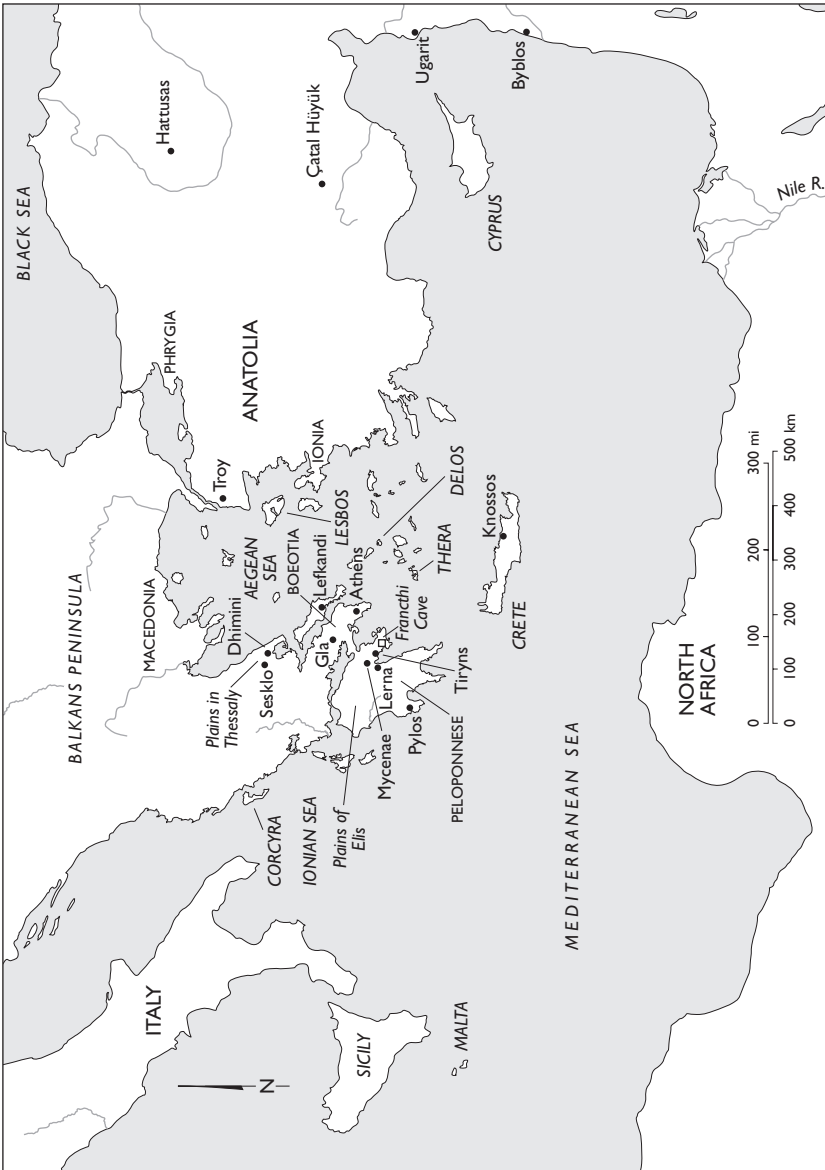 BLACK SEA
Hattusas
BALKANS PENINSULA
MACEDONIA
PHRYGIA
Troy
ANATOLIA
Çatal Hüyük
Ugarit
Byblos
ITALY
CORCYRA
Plains in
Thessaly
Dhimini
Sesklo
AEGEAN
SEA
BOEOTIA
Lefkandi
LESBOS
IONIA
IONIAN SEA
Plains of
Elis
Gla
Athens
Mycenae
Lerna
Francthi
Cave
Tiryns
Pylos
PELOPONNESE
DELOS
THERA
CYPRUS
N
SICILY
MALTA
CRETE
Knossos
MEDITERRANEAN SEA
Nile R.
NORTH
AFRICA
0 100 200 300 mi
0 100 200 300 400 500 km